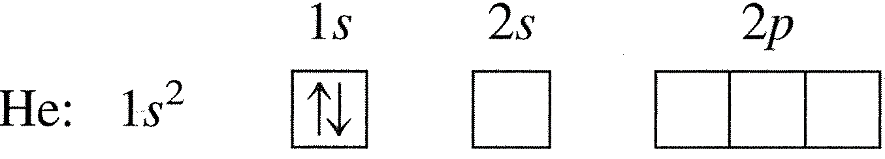 1s 2s 2p
He: 1s² ↑↓